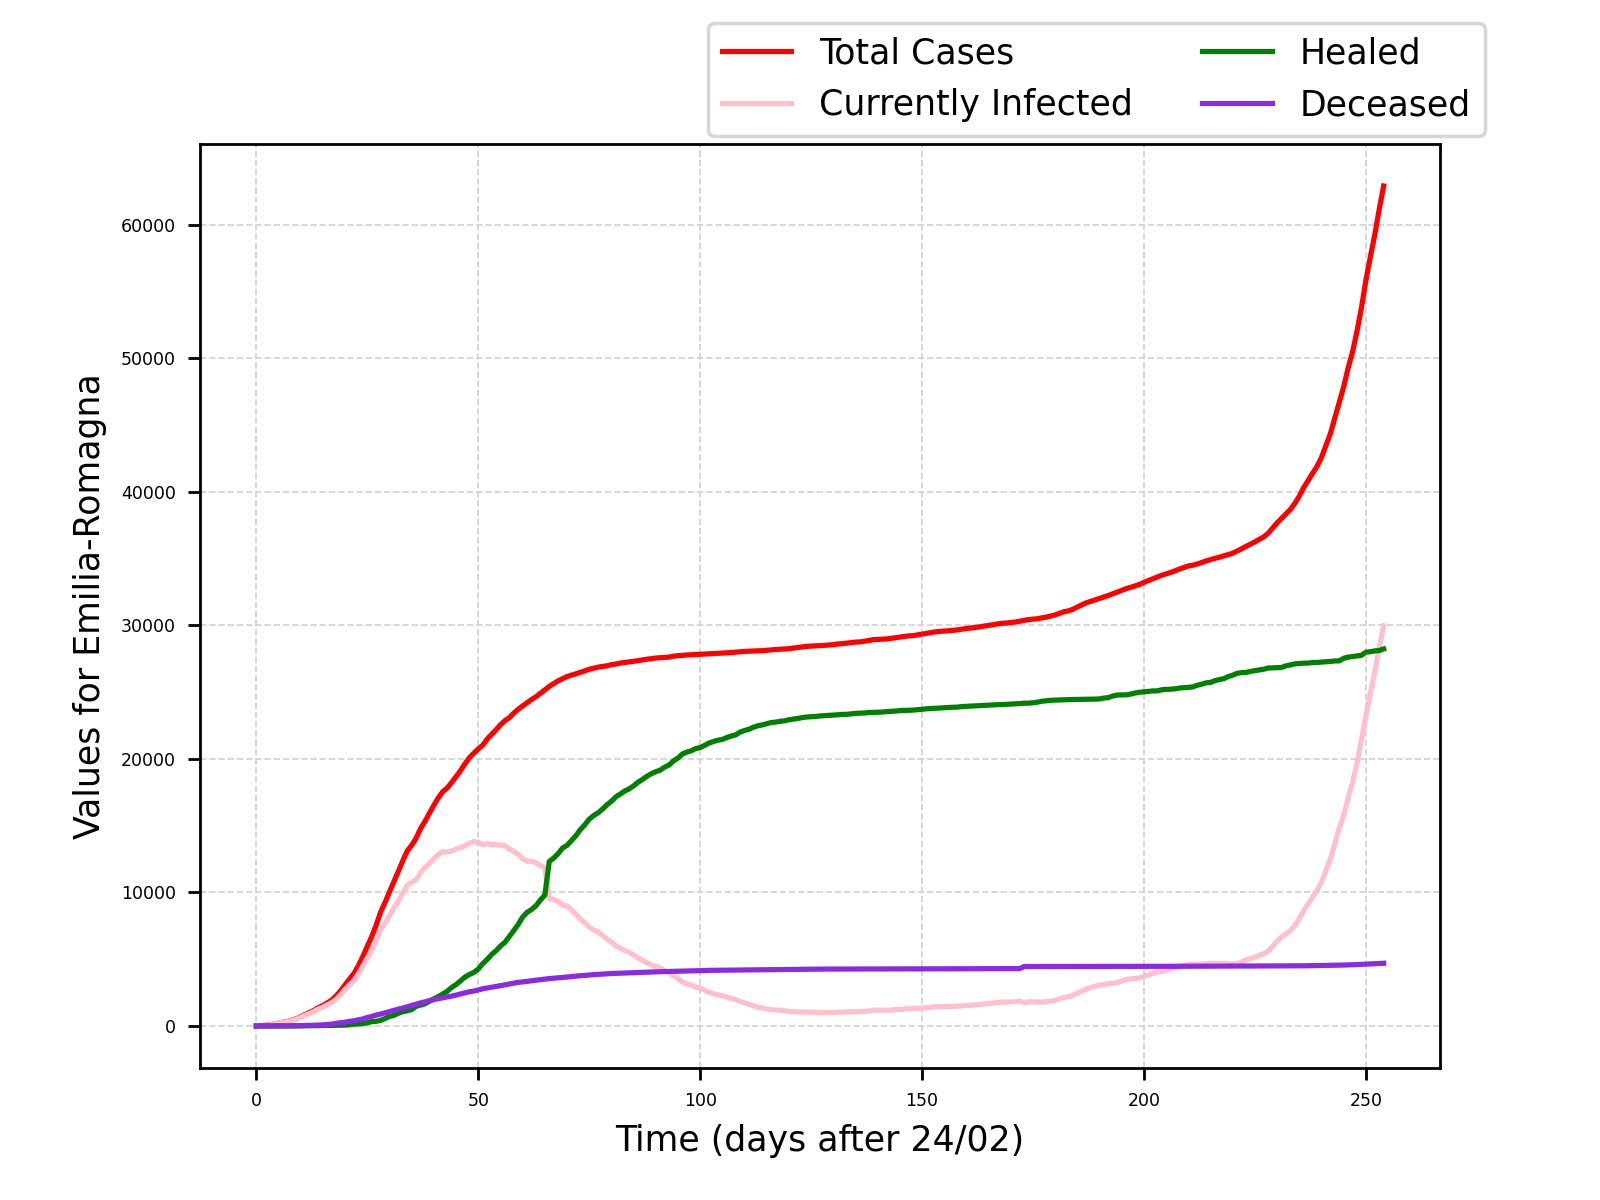 Total Cases
Currently Infected
Healed
Deceased
Values for Emilia-Romagna
60000
50000
40000
30000
20000
10000
0
0 50 100 150 200 250
Time (days after 24/02)